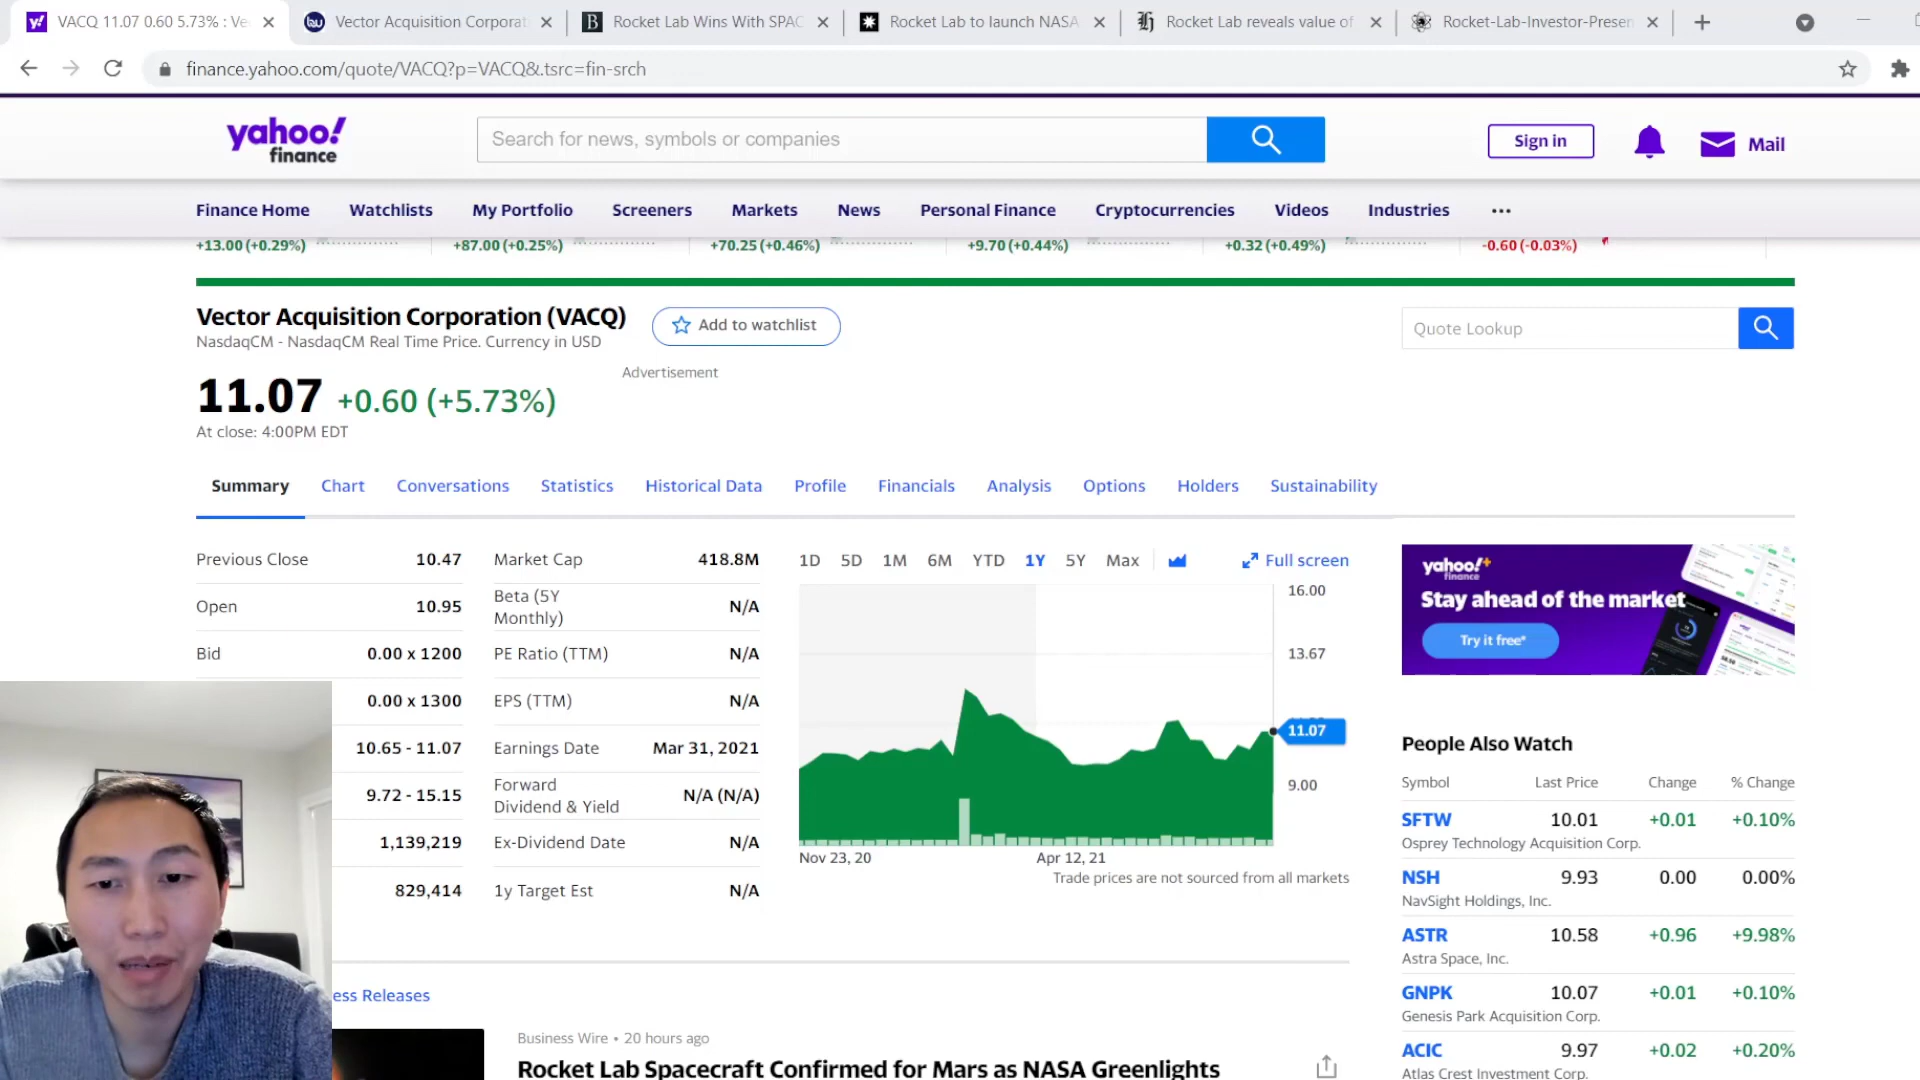 VACQ 11.07 0.60 5.73% : Ve
Vector Acquisition Corporat
Rocket Lab Wins With SPAC
Rocket Lab to launch NASA
Rocket Lab reveals value of
Rocket-Lab-Investor-Presen
finance.yahoo.com/quote/VACQ?p=VACQ&.tsrc=fin-srch
yahoo!
finance
Search for news, symbols or companies
Sign in
Mail
Finance Home Watchlists My Portfolio Screeners Markets News Personal Finance Cryptocurrencies Videos Industries ...
+13.00 (+0.29%) +87.00 (+0.25%) +70.25 (+0.46%) +9.70 (+0.44%) +0.32 (+0.49%) -0.60 (-0.03%)
Vector Acquisition Corporation (VACQ)
Add to watchlist
NasdaqCM - NasdaqCM Real Time Price. Currency in USD
Quote Lookup
Advertisement
11.07 +0.60 (+5.73%)
At close: 4:00PM EDT
Summary Chart Conversations Statistics Historical Data Profile Financials Analysis Options Holders Sustainability
Previous Close 10.47
Open 10.95
Bid 0.00 x 1200
0.00 x 1300
10.65 - 11.07
9.72 - 15.15
1,139,219
829,414
Market Cap 418.8M
Beta (5Y
Monthly) N/A
PE Ratio (TTM) N/A
EPS (TTM) N/A
Earnings Date Mar 31, 2021
Forward
Dividend & Yield N/A (N/A)
Ex-Dividend Date N/A
1y Target Est N/A
1D 5D 1M 6M YTD 1Y 5Y Max Full screen
16.00
13.67
11.07
9.00
Nov 23, 20 Apr 12, 21
Trade prices are not sourced from all markets
yahoo!+
finance
Stay ahead of the market
Try it free*
People Also Watch
Symbol Last Price Change % Change
SFTW 10.01 +0.01 +0.10%
Osprey Technology Acquisition Corp.
NSH 9.93 0.00 0.00%
NavSight Holdings, Inc.
ASTR 10.58 +0.96 +9.98%
Astra Space, Inc.
GNPK 10.07 +0.01 +0.10%
Genesis Park Acquisition Corp.
ACIC 9.97 +0.02 +0.20%
Atlas Crest Investment Corp.
ess Releases
Business Wire • 20 hours ago
Rocket Lab Spacecraft Confirmed for Mars as NASA Greenlights